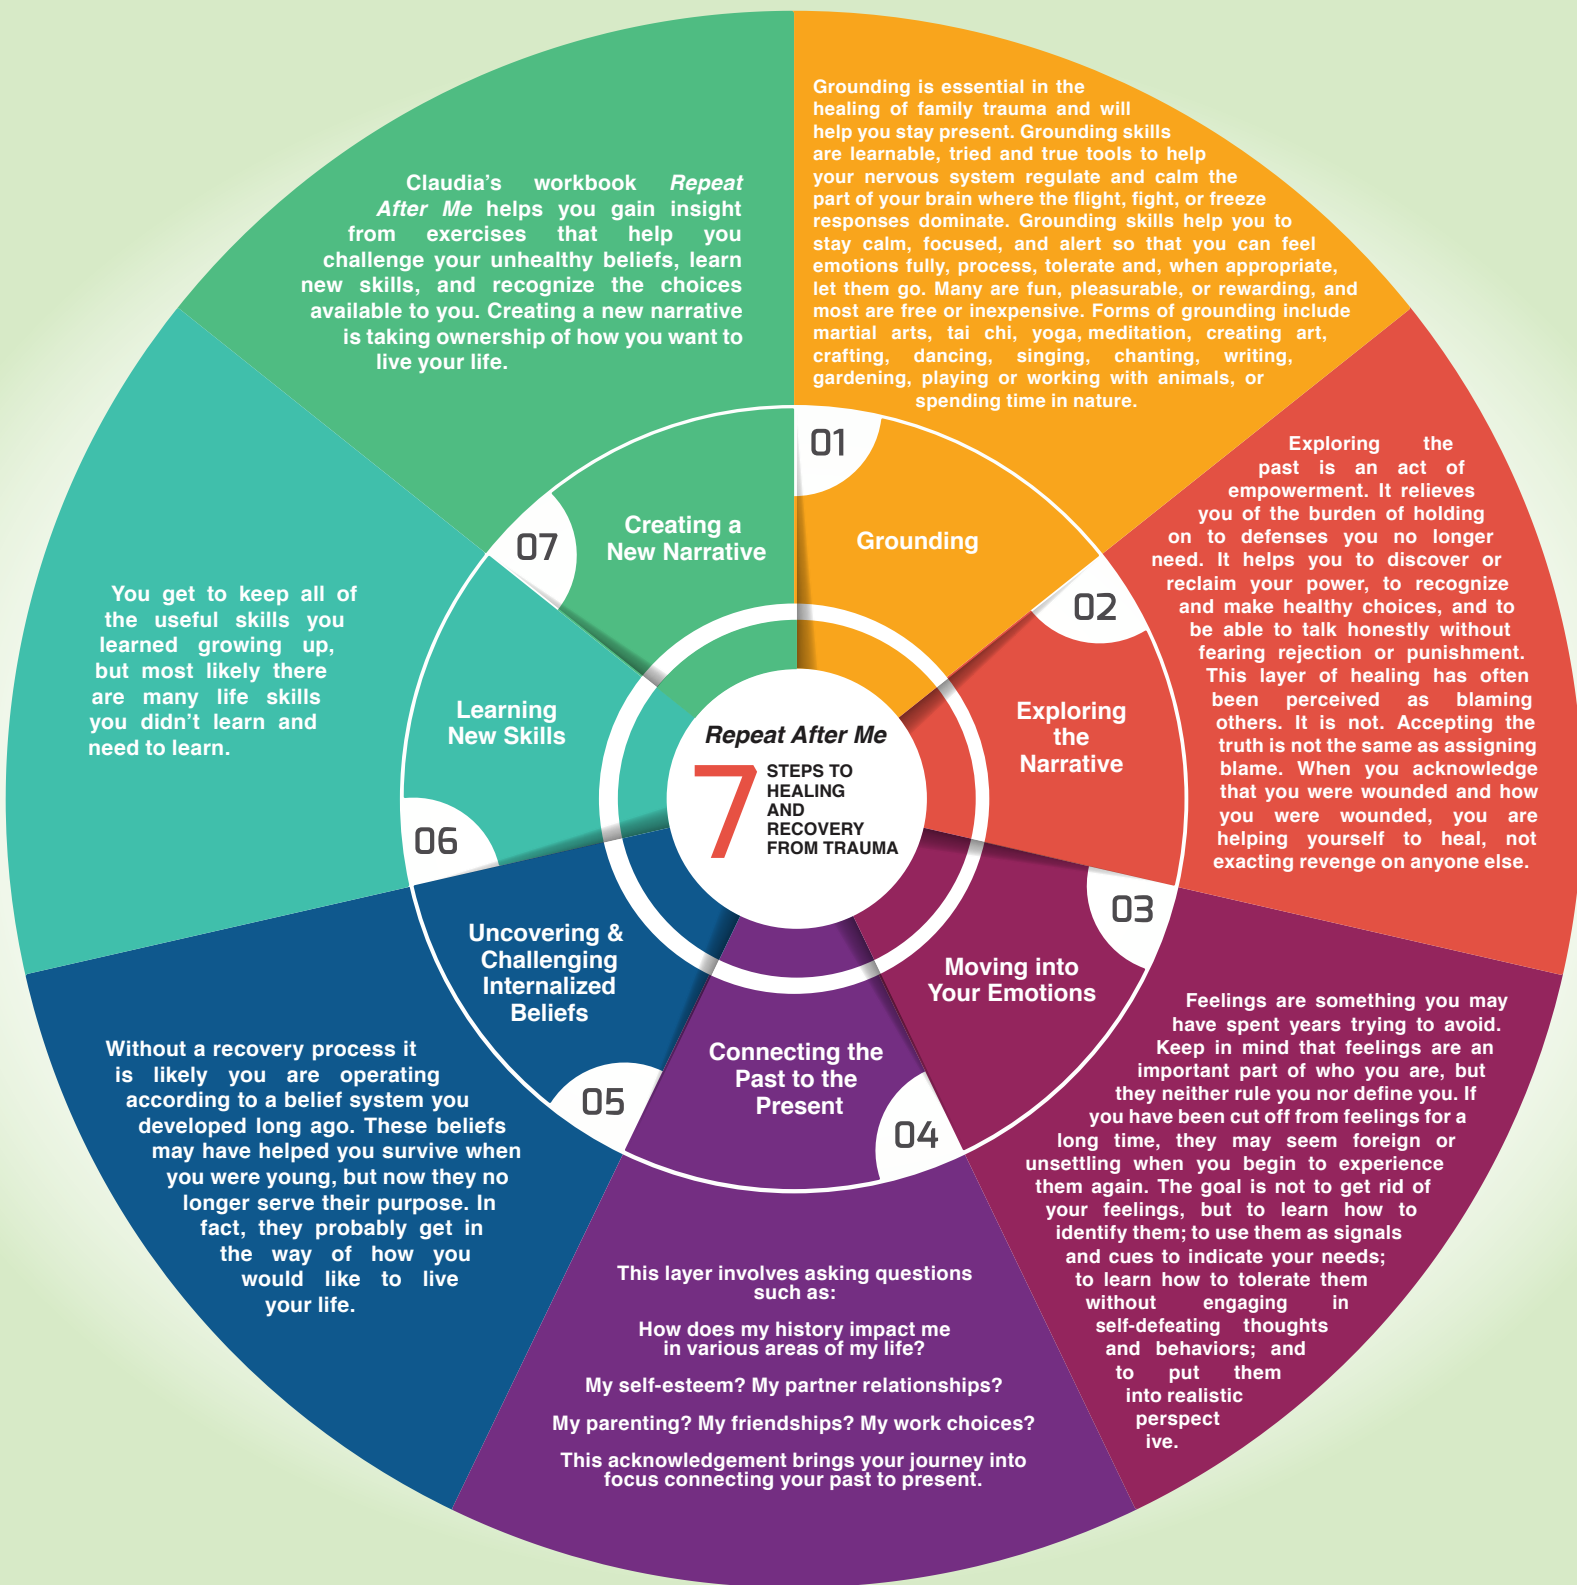 Repeat After Me
7
STEPS TO
HEALING
AND
RECOVERY
FROM TRAUMA
01
Grounding
Grounding is essential in the
healing of family trauma and will
help you stay present. Grounding skills
are learnable, tried and true tools to help
your nervous system regulate and calm the
part of your brain where the flight, fight, or freeze
responses dominate. Grounding skills help you to
stay calm, focused, and alert so that you can feel
emotions fully, process, tolerate and, when appropriate,
let them go. Many are fun, pleasurable, or rewarding, and
most are free or inexpensive. Forms of grounding include
martial arts, tai chi, yoga, meditation, creating art,
crafting, dancing, singing, chanting, writing,
gardening, playing or working with animals, or
spending time in nature.
02
Exploring
the
Narrative
Exploring the
past is an act of
empowerment. It relieves
you of the burden of holding
on to defenses you no longer
need. It helps you to discover or
reclaim your power, to recognize
and make healthy choices, and to
be able to talk honestly without
fearing rejection or punishment.
This layer of healing has often
been perceived as blaming
others. It is not. Accepting the
truth is not the same as assigning
blame. When you acknowledge
that you were wounded and how
you were wounded, you are
helping yourself to heal, not
exacting revenge on anyone else.
03
Moving into
Your Emotions
Feelings are something you may
have spent years trying to avoid.
Keep in mind that feelings are an
important part of who you are, but
they neither rule you nor define you. If
you have been cut off from feelings for a
long time, they may seem foreign or
unsettling when you begin to experience
them again. The goal is not to get rid of
your feelings, but to learn how to
identify them; to use them as signals
and cues to indicate your needs;
to learn how to tolerate them
without engaging in
self-defeating thoughts
and behaviors; and
to put them
into realistic
perspect
ive.
04
Connecting the
Past to the
Present
This layer involves asking questions
such as:
How does my history impact me
in various areas of my life?
My self-esteem? My partner relationships?
My parenting? My friendships? My work choices?
This acknowledgement brings your journey into
focus connecting your past to present.
05
Uncovering &
Challenging
Internalized
Beliefs
Without a recovery process it
is likely you are operating
according to a belief system you
developed long ago. These beliefs
may have helped you survive when
you were young, but now they no
longer serve their purpose. In
fact, they probably get in
the way of how you
would like to live
your life.
06
Learning
New Skills
You get to keep all of
the useful skills you
learned growing up,
but most likely there
are many life skills
you didn’t learn and
need to learn.
07
Creating a
New Narrative
Claudia’s workbook Repeat
After Me helps you gain insight
from exercises that help you
challenge your unhealthy beliefs, learn
new skills, and recognize the choices
available to you. Creating a new narrative
is taking ownership of how you want to
live your life.